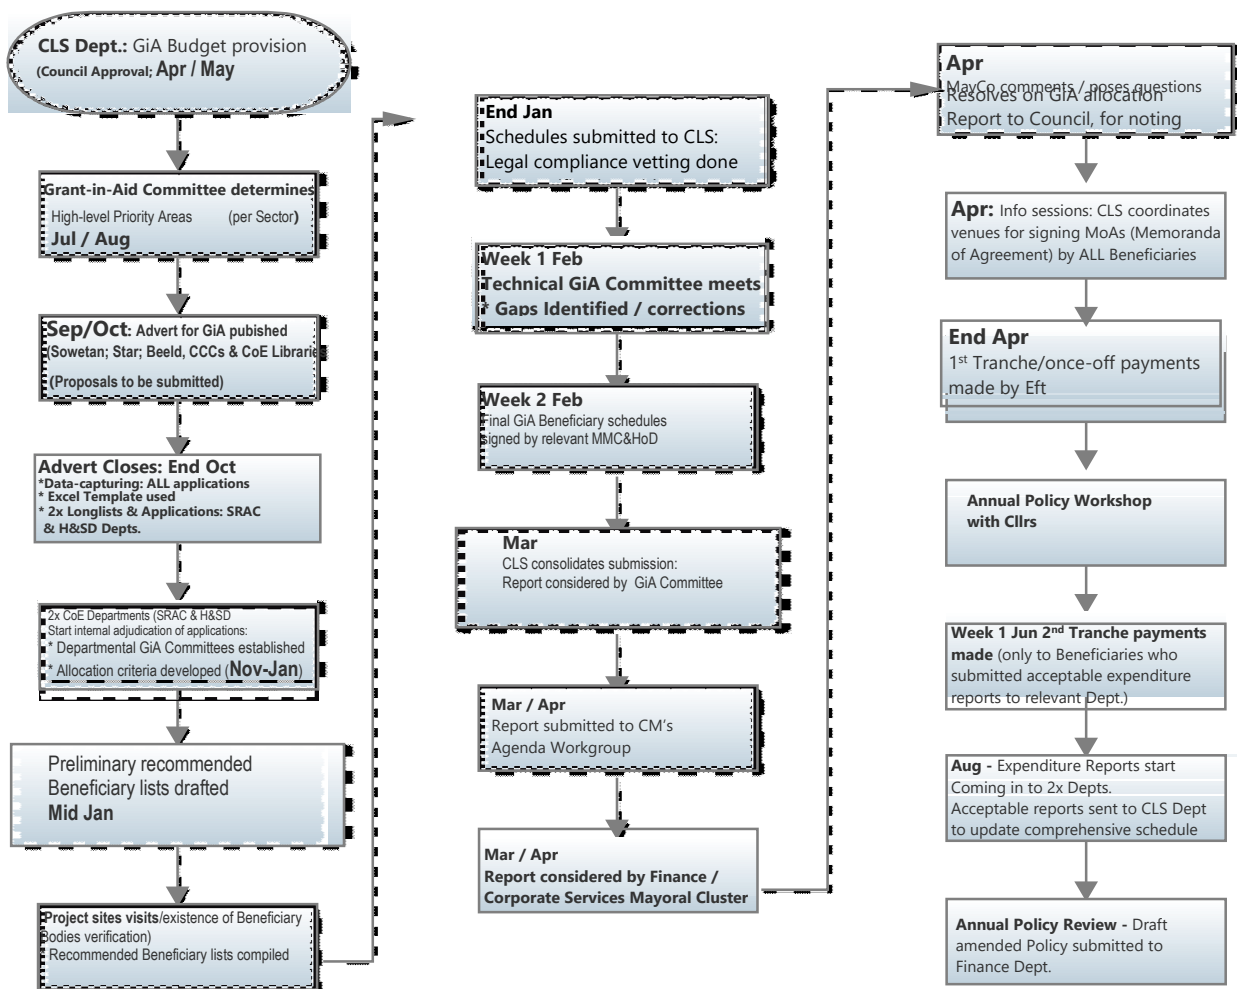 CLS Dept.: GiA Budget provision
(Council Approval; Apr / May
Grant-in-Aid Committee determines
High-level Priority Areas (per Sector)
Jul / Aug
Sep/Oct: Advert for GiA pubished
(Sowetan; Star; Beeld, CCCs & CoE Librarie
(Proposals to be submitted)
Advert Closes: End Oct
*Data-capturing: ALL applications
* Excel Template used
* 2x Longlists & Applications: SRAC
& H&SD Depts.
2x CoE Departments (SRAC & H&SD
Start internal adjudication of applications:
* Departmental GiA Committees established
* Allocation criteria developed (Nov-Jan)
Preliminary recommended
Beneficiary lists drafted
Mid Jan
Project sites visits/existence of Beneficiary
Bodies verification)
Recommended Beneficiary lists compiled
End Jan
Schedules submitted to CLS:
Legal compliance vetting done
Week 1 Feb
Technical GiA Committee meets
* Gaps Identified / corrections
Week 2 Feb
Final GiA Beneficiary schedules
signed by relevant MMC&HoD
Mar
CLS consolidates submission:
Report considered by GiA Committee
Mar / Apr
Report submitted to CM's
Agenda Workgroup
Mar / Apr
Report considered by Finance /
Corporate Services Mayoral Cluster
Apr
MayCo comments / poses questions
Resolves on GiA allocation
Report to Council, for noting
Apr: Info sessions: CLS coordinates
venues for signing MoAs (Memoranda
of Agreement) by ALL Beneficiaries
End Apr
1st Tranche/once-off payments
made by Eft
Annual Policy Workshop
with Cllrs
Week 1 Jun 2nd Tranche payments
made (only to Beneficiaries who
submitted acceptable expenditure
reports to relevant Dept.)
Aug - Expenditure Reports start
Coming in to 2x Depts.
Acceptable reports sent to CLS Dept
to update comprehensive schedule
Annual Policy Review - Draft
amended Policy submitted to
Finance Dept.